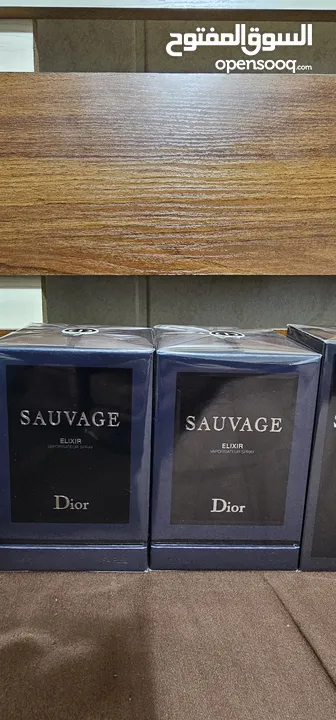 السوق المفتوح
opensooq.com
SAUVAGE
ELIXIR
VAPORISATEUR SPRAY
Dior
SAUVAGE
ELIXIR
VAPORISATEUR SPRAY
Dior